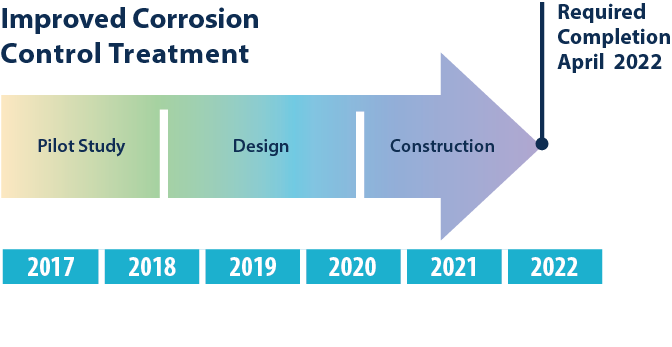 Improved Corrosion
Control Treatment
Required
Completion
April 2022
Pilot Study
Design
Construction
2017
2018
2019
2020
2021
2022